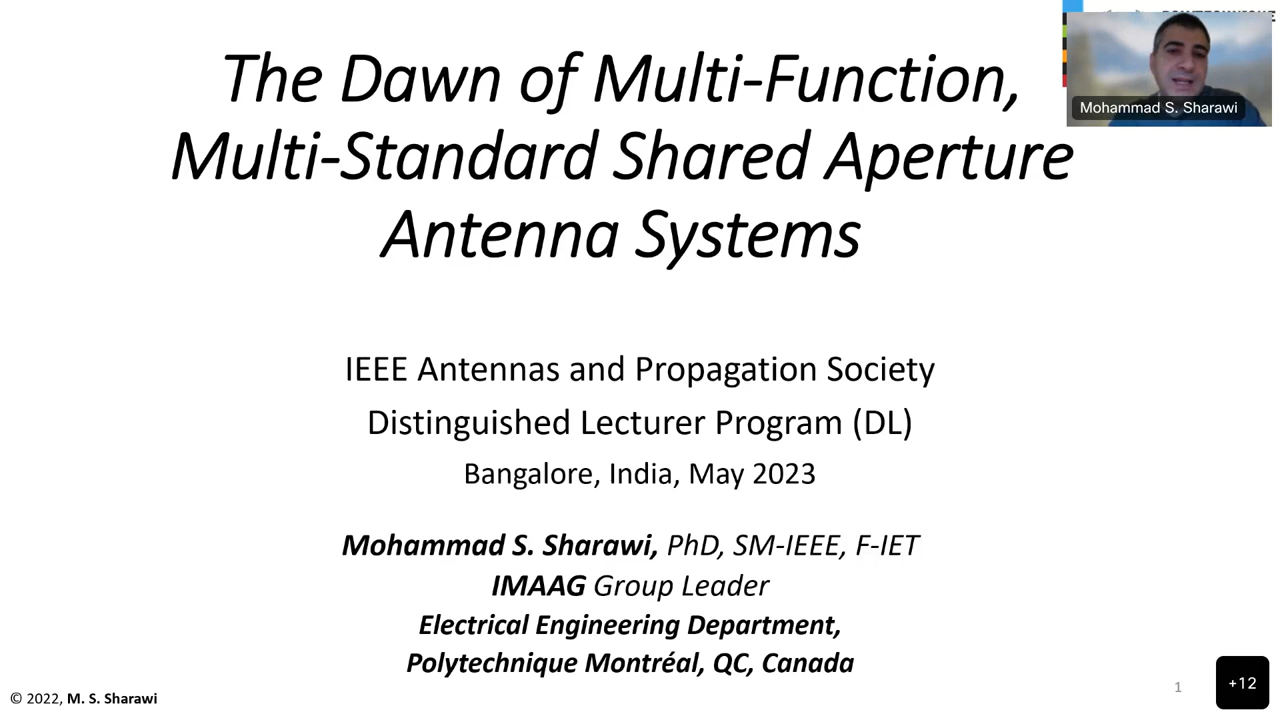 The Dawn of Multi-Function,
Multi-Standard Shared Aperture
Antenna Systems
Mohammad S. Sharawi
IEEE Antennas and Propagation Society
Distinguished Lecturer Program (DL)
Bangalore, India, May 2023
Mohammad S. Sharawi, PhD, SM-IEEE, F-IET
IMAAG Group Leader
Electrical Engineering Department,
Polytechnique Montréal, QC, Canada
© 2022, M. S. Sharawi
1
+12